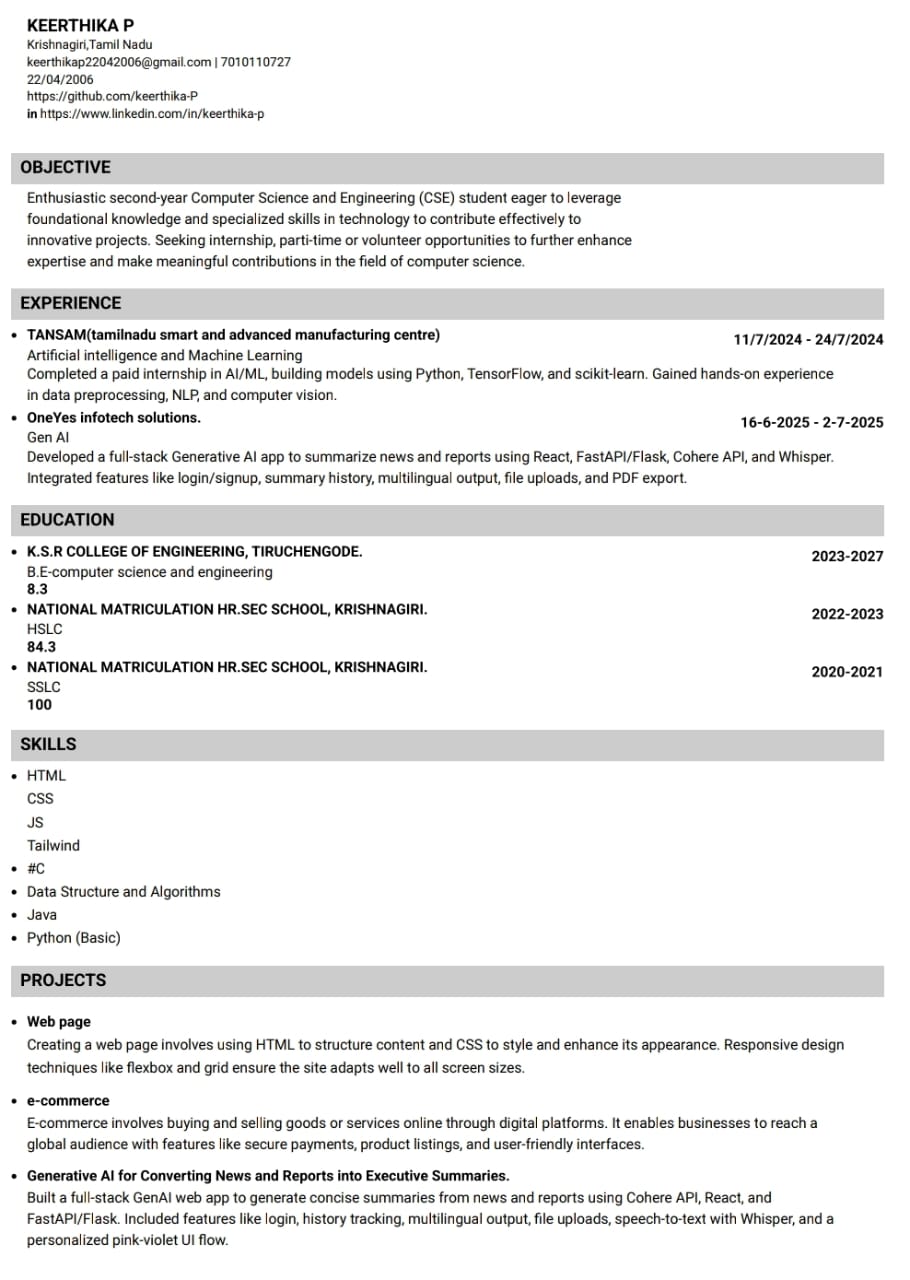 KEERTHIKA P
Krishnagiri,Tamil Nadu
keerthikap22042006@gmail.com | 7010110727
22/04/2006
https://github.com/keerthika-P
in https://www.linkedin.com/in/keerthika-p
OBJECTIVE
Enthusiastic second-year Computer Science and Engineering (CSE) student eager to leverage
foundational knowledge and specialized skills in technology to contribute effectively to
innovative projects. Seeking internship, parti-time or volunteer opportunities to further enhance
expertise and make meaningful contributions in the field of computer science.
EXPERIENCE
• TANSAM(tamilnadu smart and advanced manufacturing centre) 11/7/2024 - 24/7/2024
Artificial intelligence and Machine Learning
Completed a paid internship in AI/ML, building models using Python, TensorFlow, and scikit-learn. Gained hands-on experience
in data preprocessing, NLP, and computer vision.
• OneYes infotech solutions. 16-6-2025 - 2-7-2025
Gen AI
Developed a full-stack Generative AI app to summarize news and reports using React, FastAPI/Flask, Cohere API, and Whisper.
Integrated features like login/signup, summary history, multilingual output, file uploads, and PDF export.
EDUCATION
• K.S.R COLLEGE OF ENGINEERING, TIRUCHENGODE. 2023-2027
B.E-computer science and engineering
8.3
• NATIONAL MATRICULATION HR.SEC SCHOOL, KRISHNAGIRI. 2022-2023
HSLC
84.3
• NATIONAL MATRICULATION HR.SEC SCHOOL, KRISHNAGIRI. 2020-2021
SSLC
100
SKILLS
• HTML
CSS
JS
Tailwind
• #C
• Data Structure and Algorithms
• Java
• Python (Basic)
PROJECTS
• Web page
Creating a web page involves using HTML to structure content and CSS to style and enhance its appearance. Responsive design
techniques like flexbox and grid ensure the site adapts well to all screen sizes.
• e-commerce
E-commerce involves buying and selling goods or services online through digital platforms. It enables businesses to reach a
global audience with features like secure payments, product listings, and user-friendly interfaces.
• Generative AI for Converting News and Reports into Executive Summaries.
Built a full-stack GenAI web app to generate concise summaries from news and reports using Cohere API, React, and
FastAPI/Flask. Included features like login, history tracking, multilingual output, file uploads, speech-to-text with Whisper, and a
personalized pink-violet UI flow.